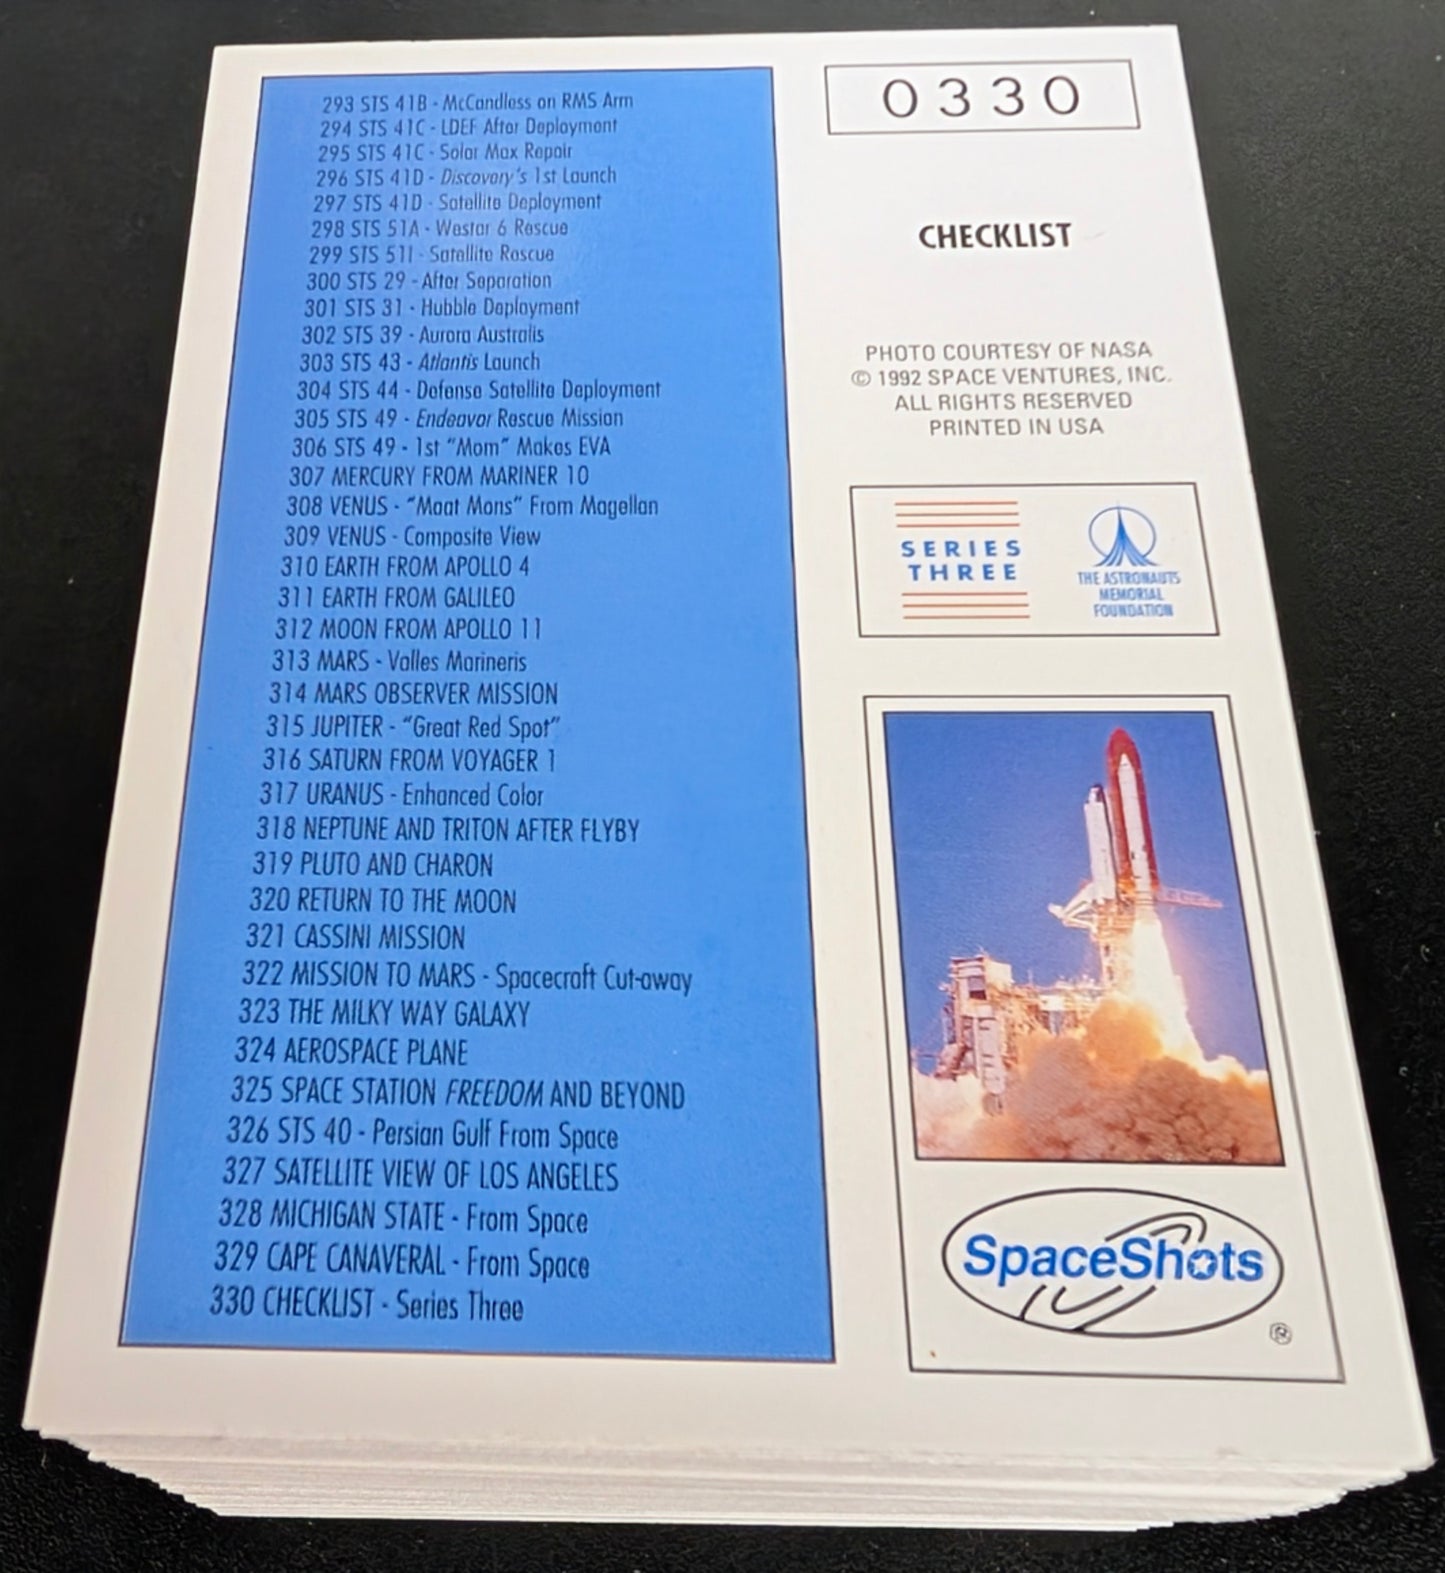 293 STS 41B - McCandless on RMS Arm
294 STS 41C - LDEF After Deployment
295 STS 41C - Solar Max Repair
296 STS 41D - Discovery's 1st Launch
297 STS 41D - Satellite Deployment
298 STS 51A - Westar 6 Rescue
299 STS 51I - Satellite Rescue
300 STS 29 - After Separation
301 STS 31 - Hubble Deployment
302 STS 39 - Aurora Australis
303 STS 43 - Atlantis Launch
304 STS 44 - Defense Satellite Deployment
305 STS 49 - Endeavor Rescue Mission
306 STS 49 - 1st "Mom" Makes EVA
307 MERCURY FROM MARINER 10
308 VENUS - "Maat Mons" From Magellan
309 VENUS - Composite View
310 EARTH FROM APOLLO 4
311 EARTH FROM GALILEO
312 MOON FROM APOLLO 11
313 MARS - Valles Marineris
314 MARS OBSERVER MISSION
315 JUPITER - "Great Red Spot"
316 SATURN FROM VOYAGER 1
317 URANUS - Enhanced Color
318 NEPTUNE AND TRITON AFTER FLYBY
319 PLUTO AND CHARON
320 RETURN TO THE MOON
321 CASSINI MISSION
322 MISSION TO MARS - Spacecraft Cut-away
323 THE MILKY WAY GALAXY
324 AEROSPACE PLANE
325 SPACE STATION FREEDOM AND BEYOND
326 STS 40 - Persian Gulf From Space
327 SATELLITE VIEW OF LOS ANGELES
328 MICHIGAN STATE - From Space
329 CAPE CANAVERAL - From Space
330 CHECKLIST - Series Three
0330
CHECKLIST
PHOTO COURTESY OF NASA
© 1992 SPACE VENTURES, INC.
ALL RIGHTS RESERVED
PRINTED IN USA
SERIES
THREE
THE ASTRONAUTS
MEMORIAL
FOUNDATION
SpaceShots
®